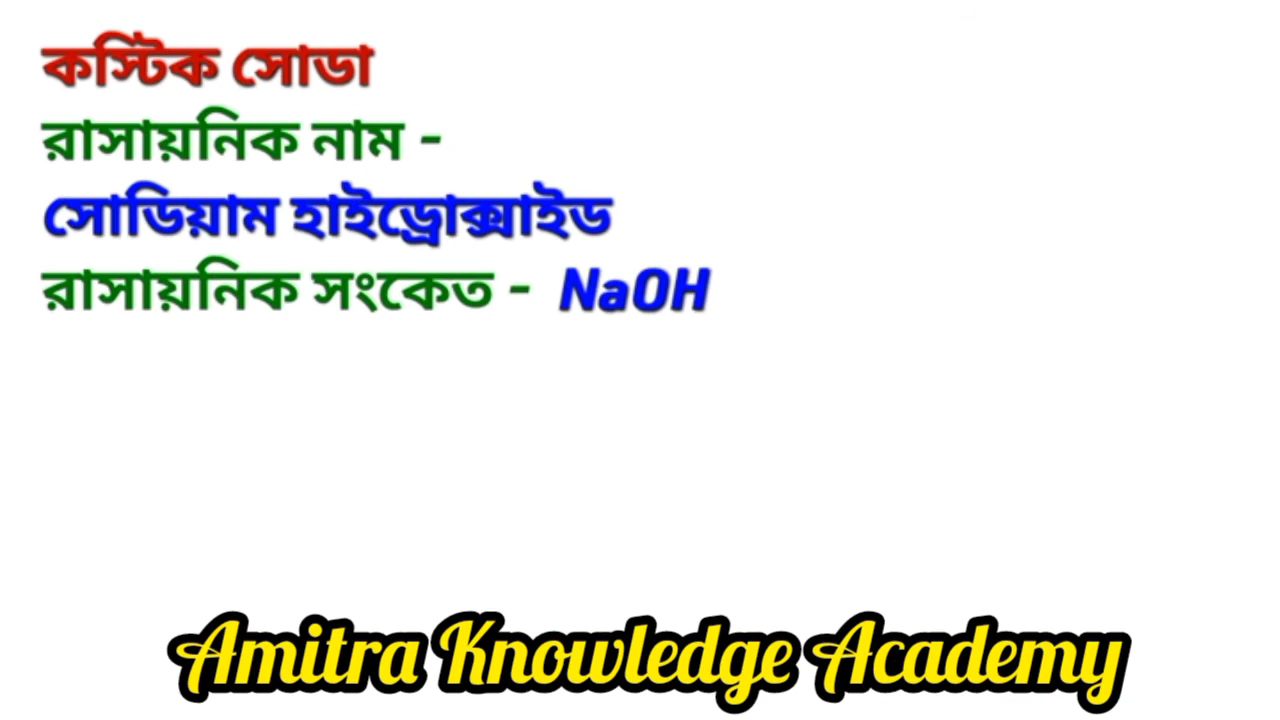 কস্টিক সোডা
রাসায়নিক নাম -
সোডিয়াম হাইড্রোক্সাইড
রাসায়নিক সংকেত - NaOH
Amitra Knowledge Academy